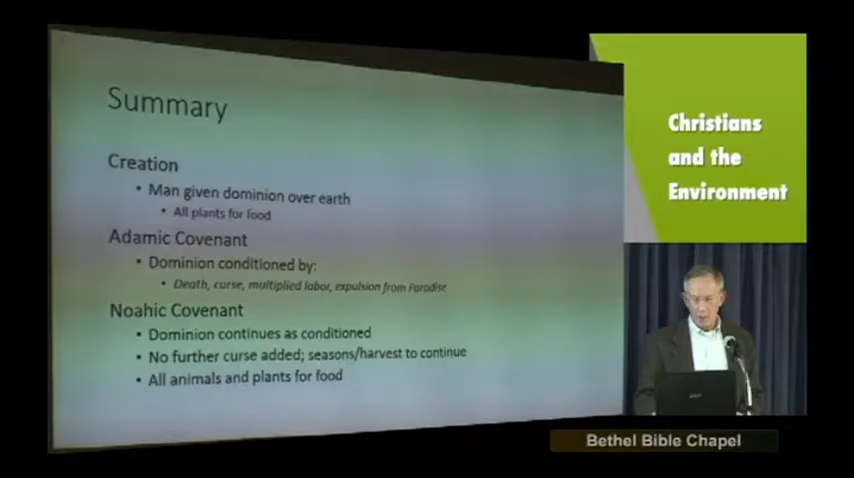 Summary
Creation
• Man given dominion over earth
• All plants for food
Adamic Covenant
• Dominion conditioned by:
• Death, curse, multiplied labor, expulsion from Paradise
Noahic Covenant
• Dominion continues as conditioned
• No further curse added; seasons/harvest to continue
• All animals and plants for food
Christians
and the
Environment
Bethel Bible Chapel